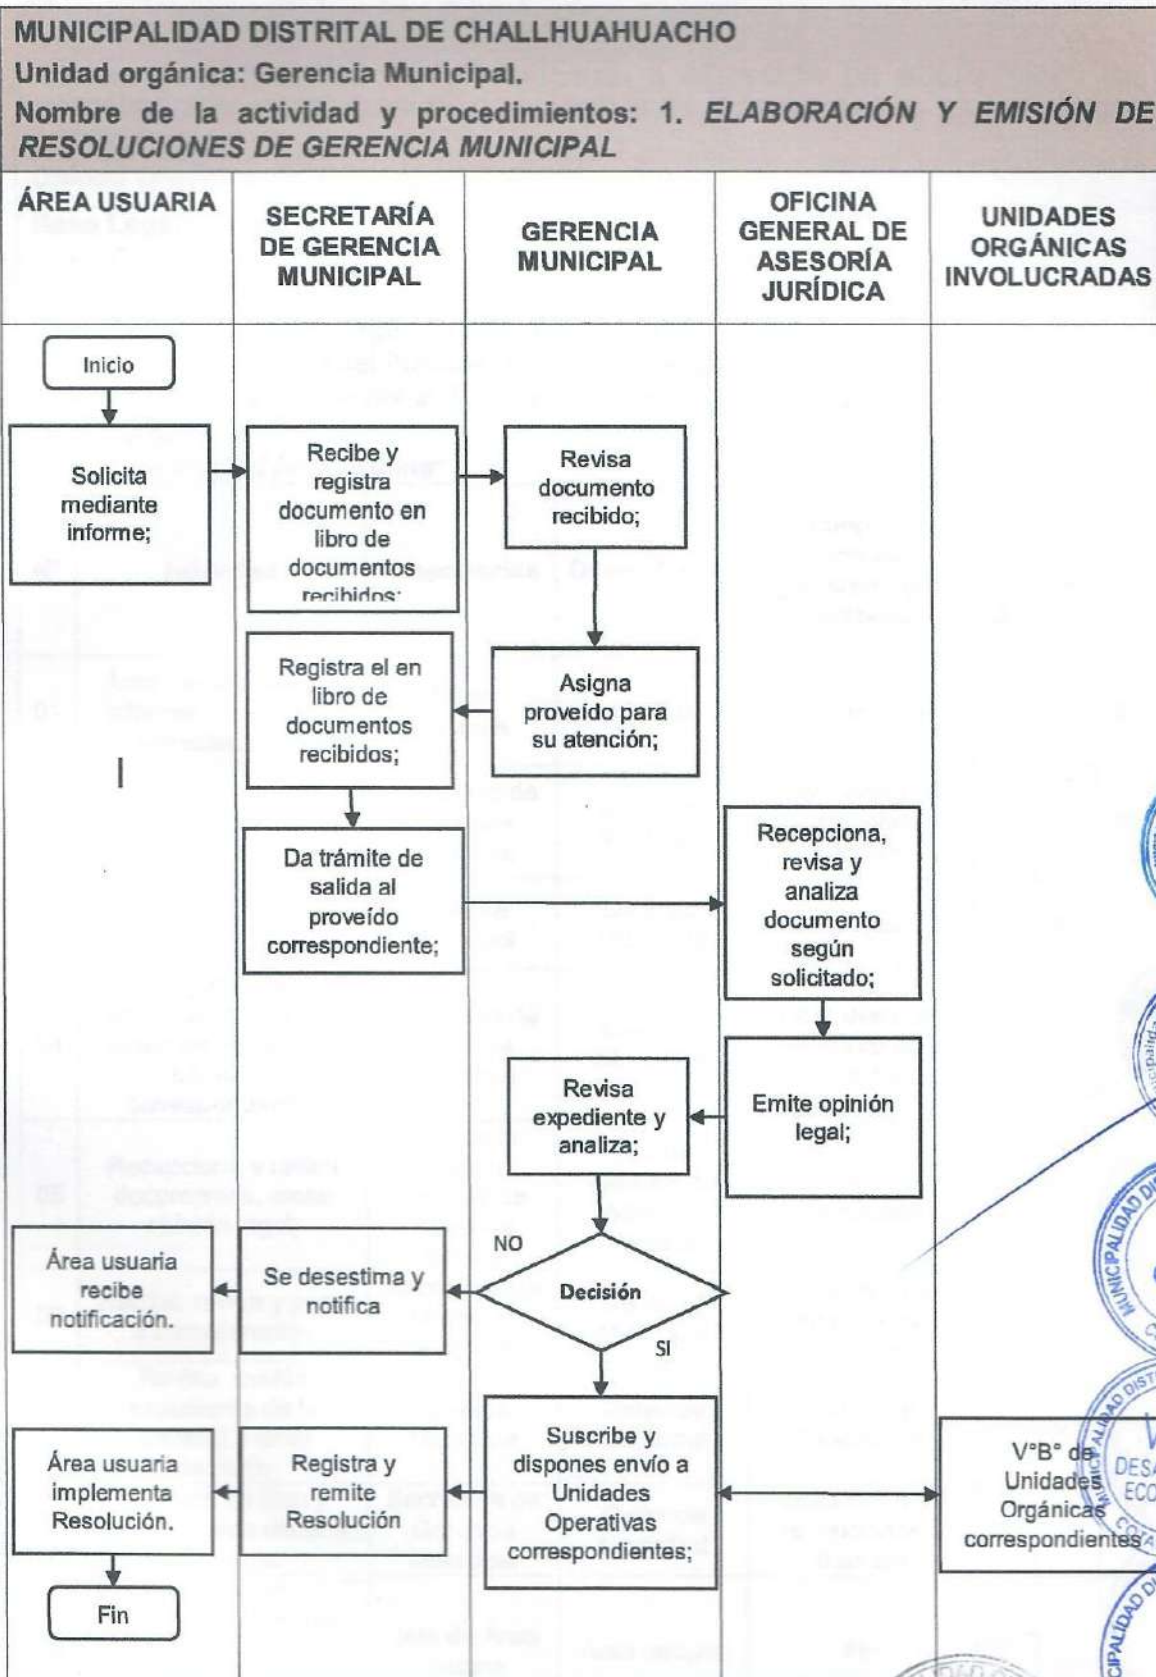 MUNICIPALIDAD DISTRITAL DE CHALLHUAHUACHO
Unidad orgánica: Gerencia Municipal.
Nombre de la actividad y procedimientos: 1. ELABORACIÓN Y EMISIÓN DE
RESOLUCIONES DE GERENCIA MUNICIPAL
ÁREA USUARIA
SECRETARÍA
DE GERENCIA
MUNICIPAL
GERENCIA
MUNICIPAL
OFICINA
GENERAL DE
ASESORÍA
JURÍDICA
UNIDADES
ORGÁNICAS
INVOLUCRADAS
Inicio
Solicita
mediante
informe;
Recibe y
registra
documento en
libro de
documentos
recibidos;
Revisa
documento
recibido;
Asigna
proveído para
su atención;
Registra el en
libro de
documentos
recibidos;
Da trámite de
salida al
proveído
correspondiente;
Recepciona,
revisa y
analiza
documento
según
solicitado;
Emite opinión
legal;
Revisa
expediente y
analiza;
NO
Decisión
SI
Se desestima y
notifica
Área usuaria
recibe
notificación.
Suscribe y
dispones envío a
Unidades
Operativas
correspondientes;
V°B° de
Unidades
Orgánicas
correspondientes
Registra y
remite
Resolución
Área usuaria
implementa
Resolución.
Fin
MUNICIPALIDAD